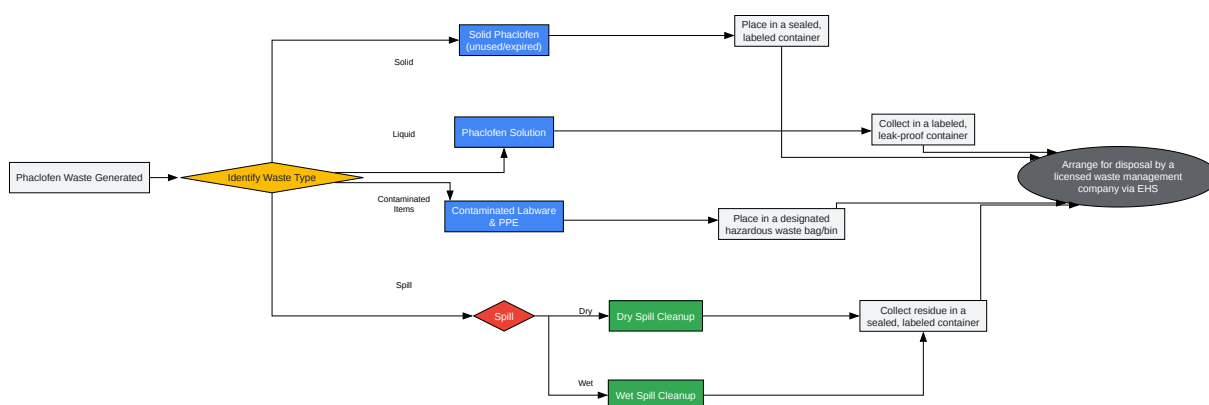 Phaclofen Waste Generated
Identify Waste Type
Solid
Solid Phaclofen
(unused/expired)
Place in a sealed,
labeled container
Liquid
Phaclofen Solution
Collect in a labeled,
leak-proof container
Contaminated
Items
Contaminated Labware
& PPE
Place in a designated
hazardous waste bag/bin
Arrange for disposal by a
licensed waste management
company via EHS
Spill
Spill
Dry
Dry Spill Cleanup
Collect residue in a
sealed, labeled container
Wet
Wet Spill Cleanup